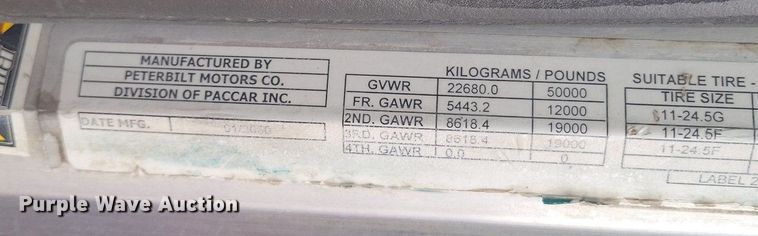 MANUFACTURED BY
PETERBILT MOTORS CO.
DIVISION OF PACCAR INC.
DATE MFG.
KILOGRAMS / POUNDS
GVWR 22680.0 50000
FR. GAWR 5443.2 12000
2ND. GAWR 8618.4 19000
3RD. GAWR 8618.4 19000
4TH. GAWR 0.0 0
SUITABLE TIRE -
TIRE SIZE
11-24.5G
11-24.5F
11-24.5F
LABEL 2
Purple Wave Auction